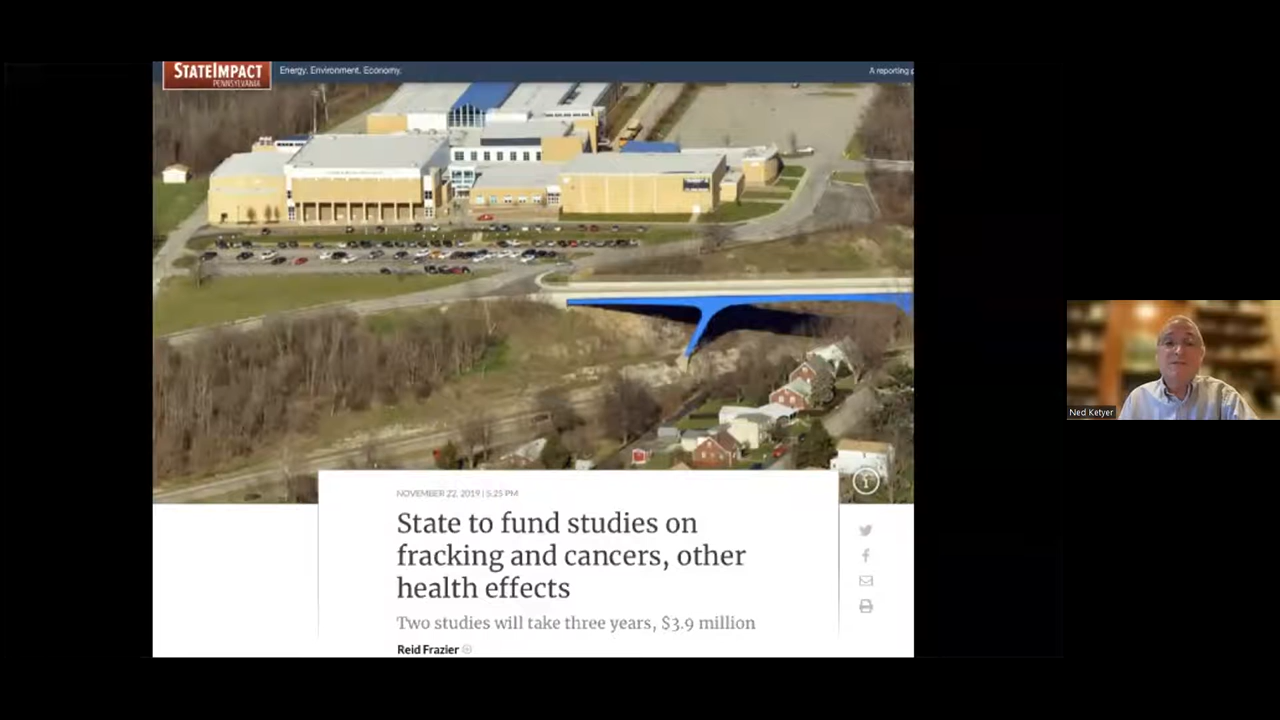 STATEIMPACT
PENNSYLVANIA
Energy. Environment. Economy.
A reporting p
NOVEMBER 22, 2019 | 5:25 PM
State to fund studies on
fracking and cancers, other
health effects
Two studies will take three years, $3.9 million
Reid Frazier
Ned Ketyer